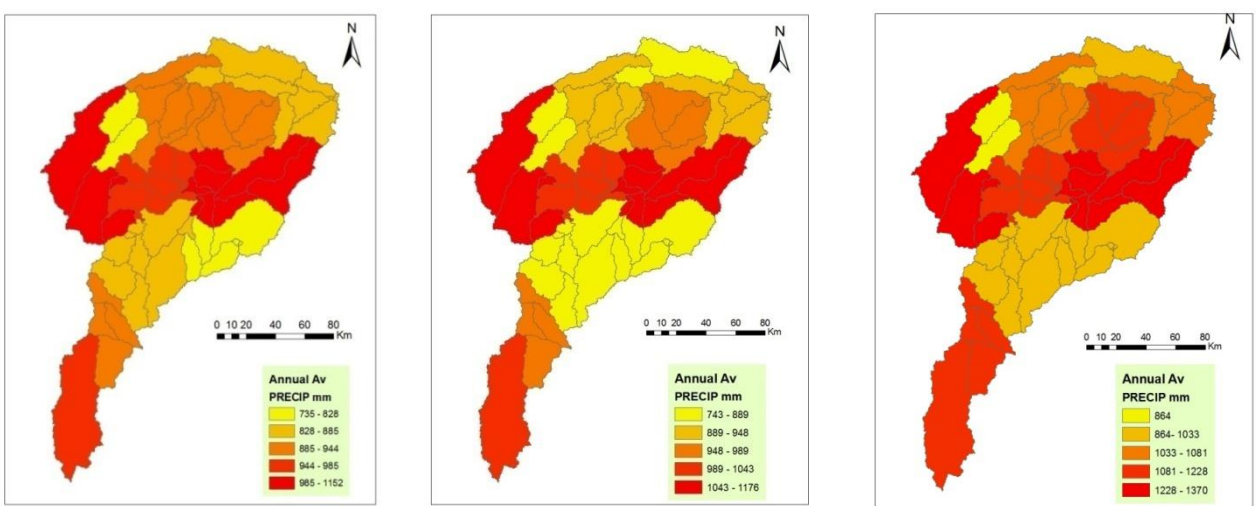 N
0 10 20 40 60 80
Km
Annual Av
PRECIP mm
735 - 828
828 - 885
885 - 944
944 - 985
985 - 1152
N
0 10 20 40 60 80
Km
Annual Av
PRECIP mm
743 - 889
889 - 948
948 - 989
989 - 1043
1043 - 1176
N
0 10 20 40 60 80
Km
Annual Av
PRECIP mm
864
864- 1033
1033 - 1081
1081 - 1228
1228 - 1370